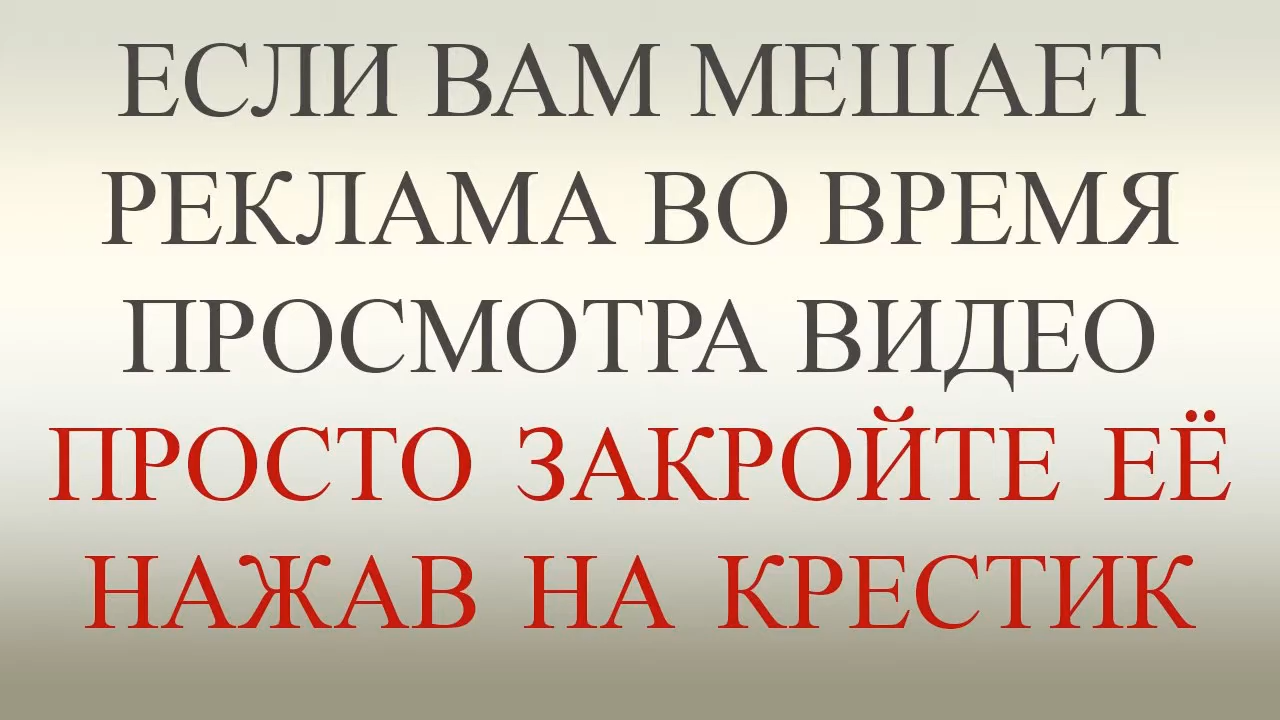 ЕСЛИ ВАМ МЕШАЕТ
РЕКЛАМА ВО ВРЕМЯ
ПРОСМОТРА ВИДЕО
ПРОСТО ЗАКРОЙТЕ ЕЁ
НАЖАВ НА КРЕСТИК